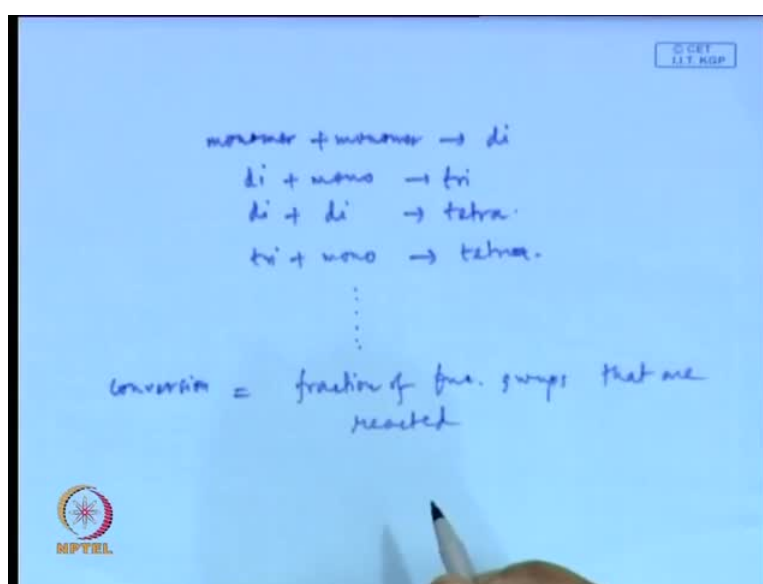 © CET
I.I.T. KGP
monomer + monomer → di
di + mono → tri
di + di → tetra.
tri + mono → tetra.
conversion = fraction of fun. groups that are
reacted
NPTEL